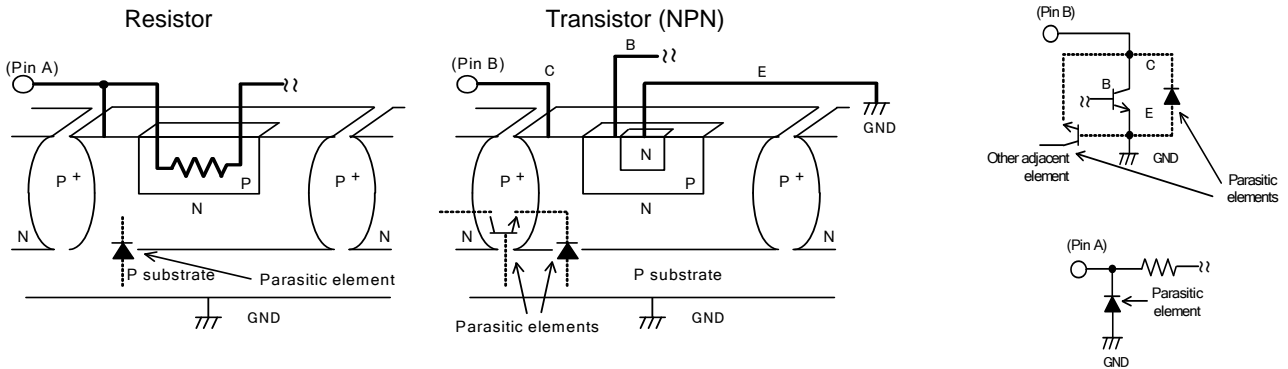 Resistor
(Pin A)
P +
P
P +
N
N
N
P substrate
Parasitic element
GND
Transistor (NPN)
B
(Pin B)
C
E
GND
N
P +
P
P +
N
N
N
P substrate
Parasitic elements
GND
(Pin B)
C
B
E
GND
Other adjacent
element
Parasitic
elements
(Pin A)
Parasitic
element
GND